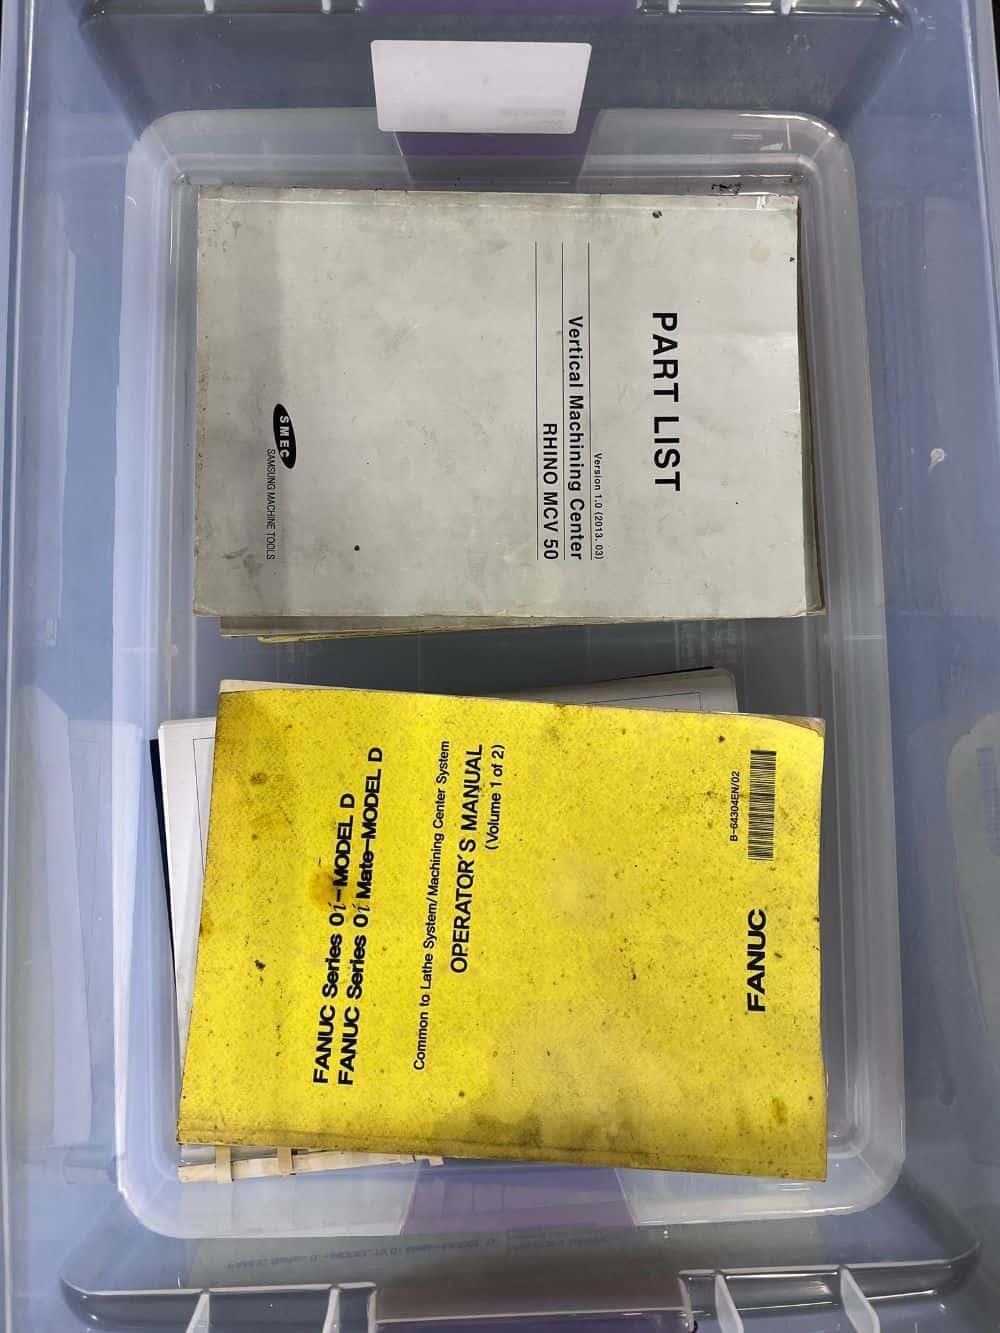 PART LIST
Version 1.0 (2013. 03)
Vertical Machining Center
RHINO MCV 50
SMEC
SAMSUNG MACHINE TOOLS
FANUC Series 0i-MODEL D
FANUC Series 0i Mate-MODEL D
Common to Lathe System/Machining Center System
OPERATOR'S MANUAL
(Volume 1 of 2)
B-64304EN/02
FANUC